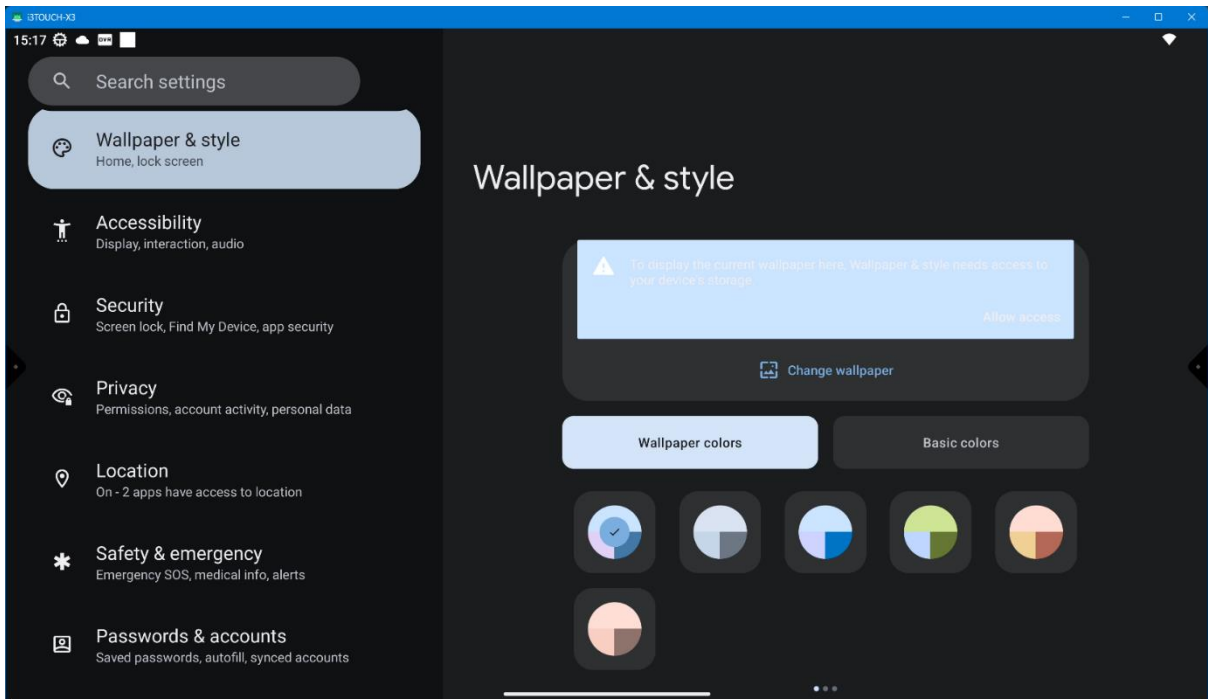 i3TOUCH-X3
15:17
DVR
Search settings
Wallpaper & style
Home, lock screen
Accessibility
Display, interaction, audio
Security
Screen lock, Find My Device, app security
Privacy
Permissions, account activity, personal data
Location
On - 2 apps have access to location
Safety & emergency
Emergency SOS, medical info, alerts
Passwords & accounts
Saved passwords, autofill, synced accounts
Wallpaper & style
To display the current wallpaper here, Wallpaper & style needs access to
your device's storage.
Allow access
Change wallpaper
Wallpaper colors
Basic colors